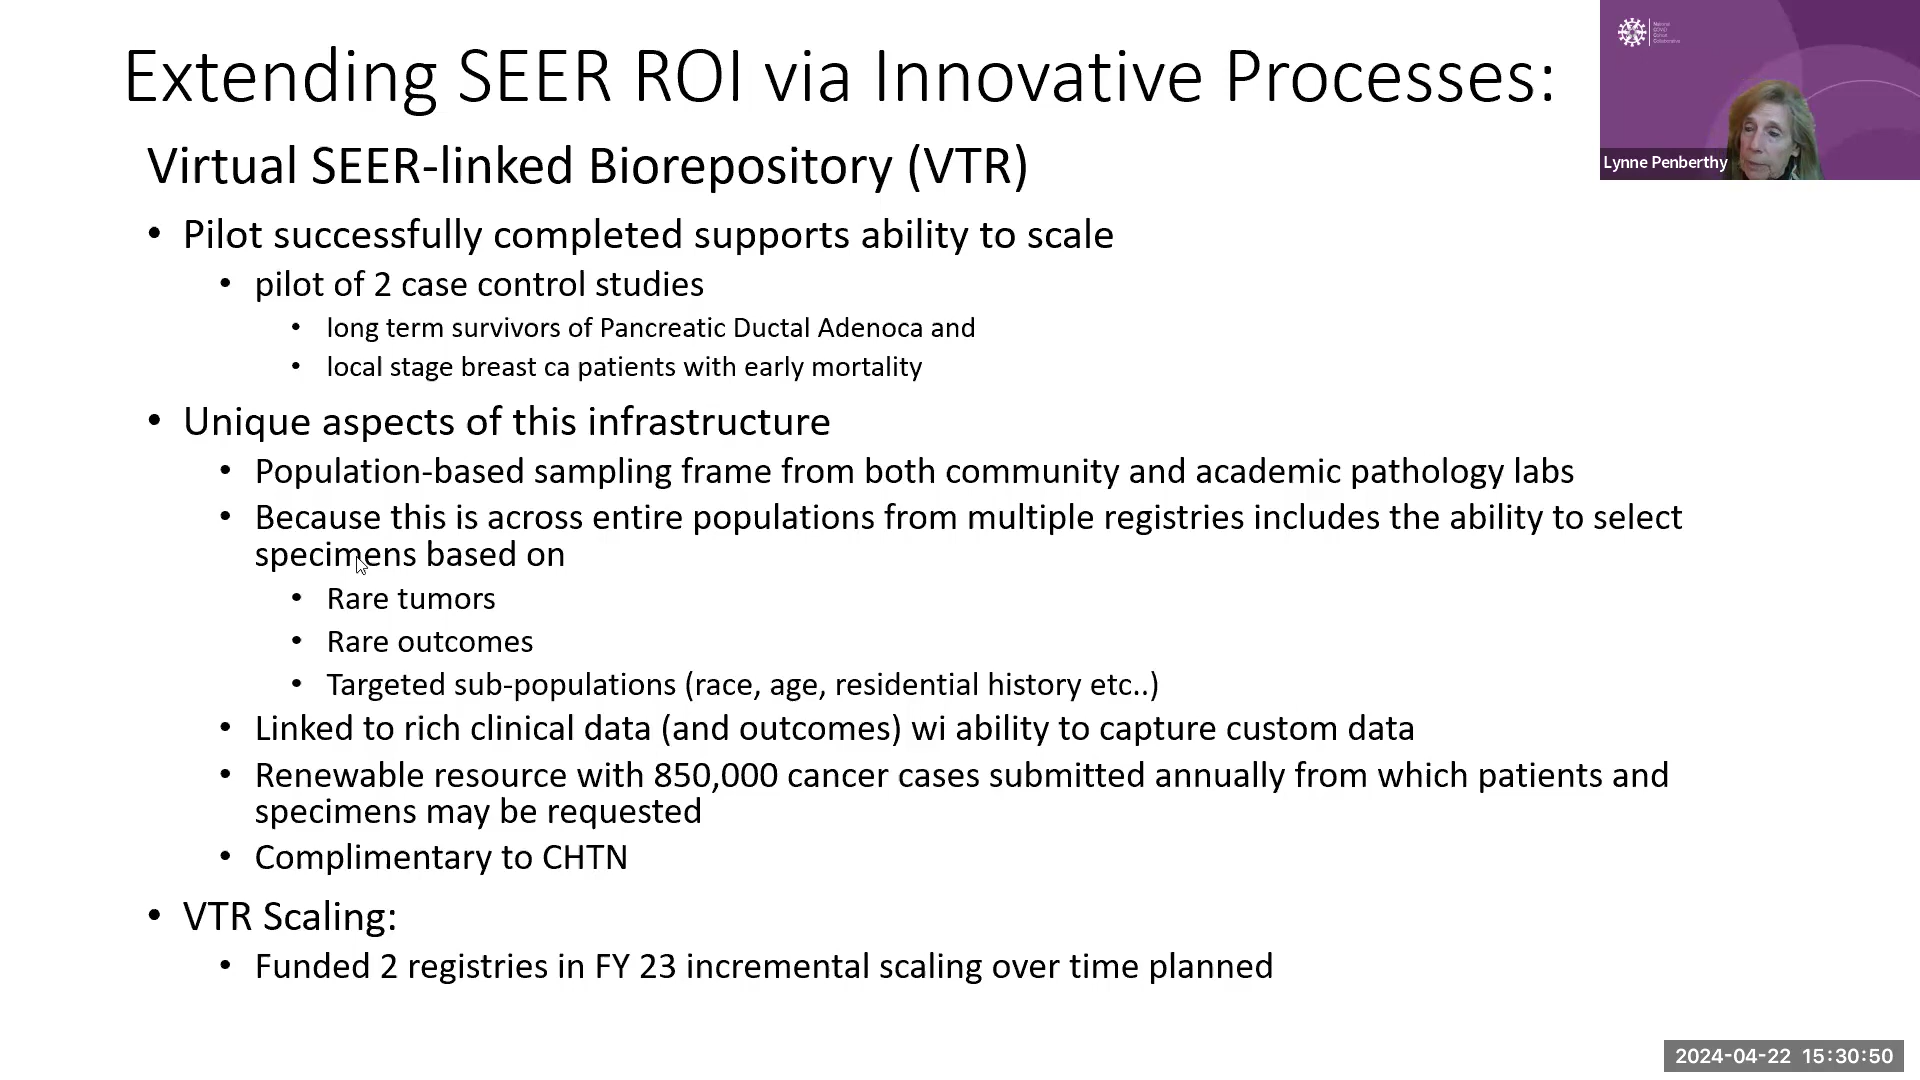 Extending SEER ROI via Innovative Processes:
National
COVID
Cohort
Collaborative
Lynne Penberthy
Virtual SEER-linked Biorepository (VTR)
• Pilot successfully completed supports ability to scale
• pilot of 2 case control studies
• long term survivors of Pancreatic Ductal Adenoca and
• local stage breast ca patients with early mortality
• Unique aspects of this infrastructure
• Population-based sampling frame from both community and academic pathology labs
• Because this is across entire populations from multiple registries includes the ability to select
specimens based on
• Rare tumors
• Rare outcomes
• Targeted sub-populations (race, age, residential history etc..)
• Linked to rich clinical data (and outcomes) wi ability to capture custom data
• Renewable resource with 850,000 cancer cases submitted annually from which patients and
specimens may be requested
• Complimentary to CHTN
• VTR Scaling:
• Funded 2 registries in FY 23 incremental scaling over time planned
2024-04-22 15:30:50